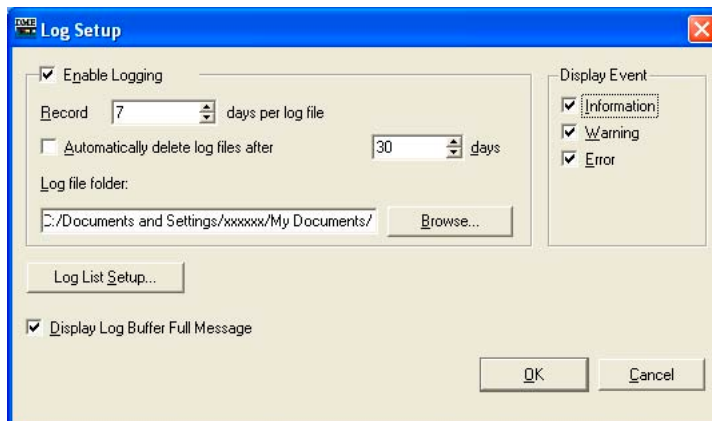 DME
Log Setup
Enable Logging
Record 7 days per log file
Automatically delete log files after 30 days
Log file folder:
C:/Documents and Settings/xxxxxx/My Documents/ Browse...
Display Event
Information
Warning
Error
Log List Setup...
Display Log Buffer Full Message
OK Cancel